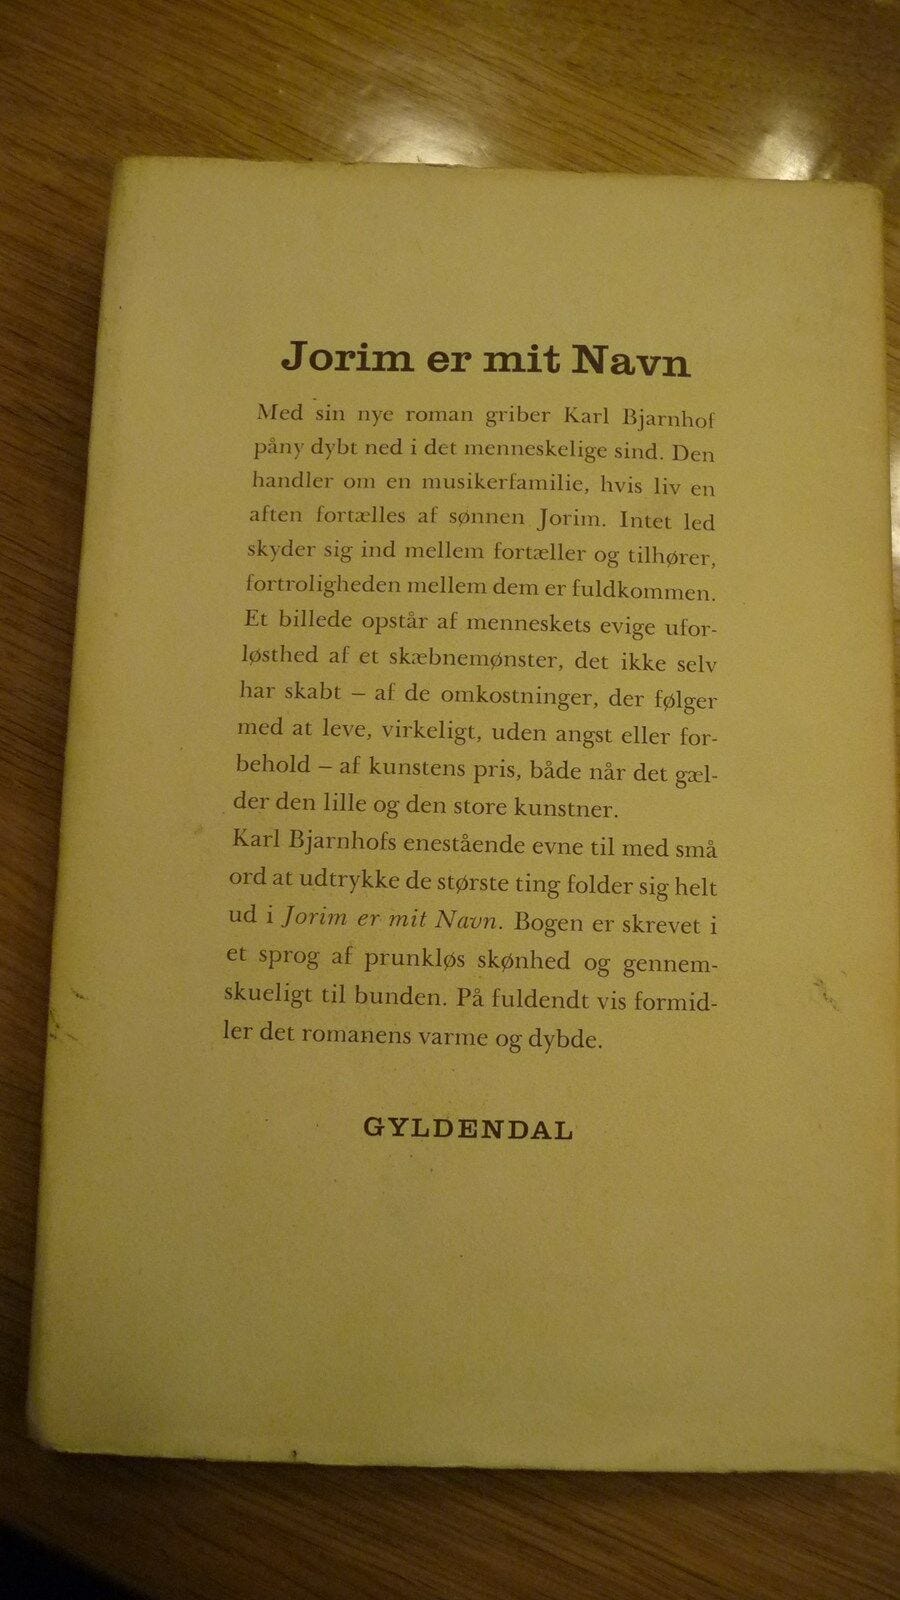 Jorim er mit Navn
Med sin nye roman griber Karl Bjarnhof
påny dybt ned i det menneskelige sind. Den
handler om en musikerfamilie, hvis liv en
aften fortælles af sønnen Jorim. Intet led
skyder sig ind mellem fortæller og tilhører,
fortroligheden mellem dem er fuldkommen.
Et billede opstår af menneskets evige ufor-
løsthed af et skæbnemønster, det ikke selv
har skabt – af de omkostninger, der følger
med at leve, virkeligt, uden angst eller for-
behold – af kunstens pris, både når det gæl-
der den lille og den store kunstner.
Karl Bjarnhofs enestående evne til med små
ord at udtrykke de største ting folder sig helt
ud i Jorim er mit Navn. Bogen er skrevet i
et sprog af prunkløs skønhed og gennem-
skueligt til bunden. På fuldendt vis formid-
ler det romanens varme og dybde.
GYLDENDAL